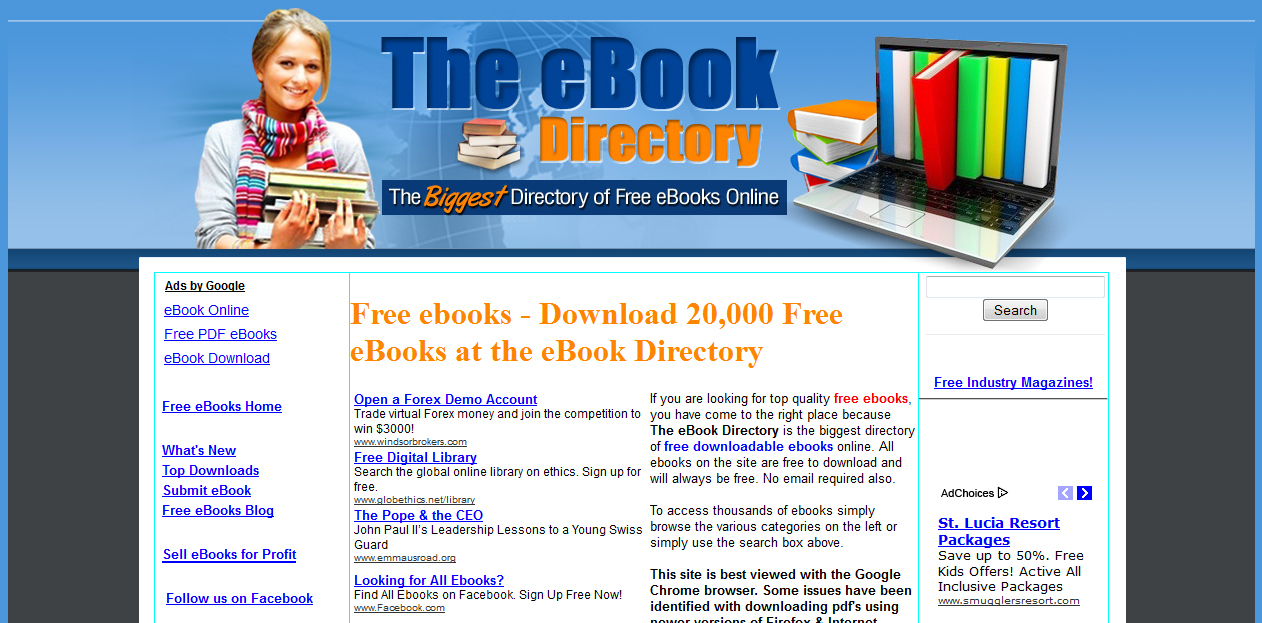 The eBook
Directory
The Biggest Directory of Free eBooks Online
Ads by Google
eBook Online
Free PDF eBooks
eBook Download
Free eBooks Home
What's New
Top Downloads
Submit eBook
Free eBooks Blog
Sell eBooks for Profit
Follow us on Facebook
Free ebooks - Download 20,000 Free
eBooks at the eBook Directory
Open a Forex Demo Account
Trade virtual Forex money and join the competition to
win $3000!
www.windsorbrokers.com
Free Digital Library
Search the global online library on ethics. Sign up for
free.
www.globethics.net/library
The Pope & the CEO
John Paul II's Leadership Lessons to a Young Swiss
Guard
www.emmausroad.org
Looking for All Ebooks?
Find All Ebooks on Facebook. Sign Up Free Now!
www.Facebook.com
If you are looking for top quality free ebooks,
you have come to the right place because
The eBook Directory is the biggest directory
of free downloadable ebooks online. All
ebooks on the site are free to download and
will always be free. No email required also.
To access thousands of ebooks simply
browse the various categories on the left or
simply use the search box above.
This site is best viewed with the Google
Chrome browser. Some issues have been
identified with downloading pdf's using
newer versions of Firefox & Internet
Search
Free Industry Magazines!
AdChoices
St. Lucia Resort
Packages
Save up to 50%. Free
Kids Offers! Active All
Inclusive Packages
www.smugglersresort.com